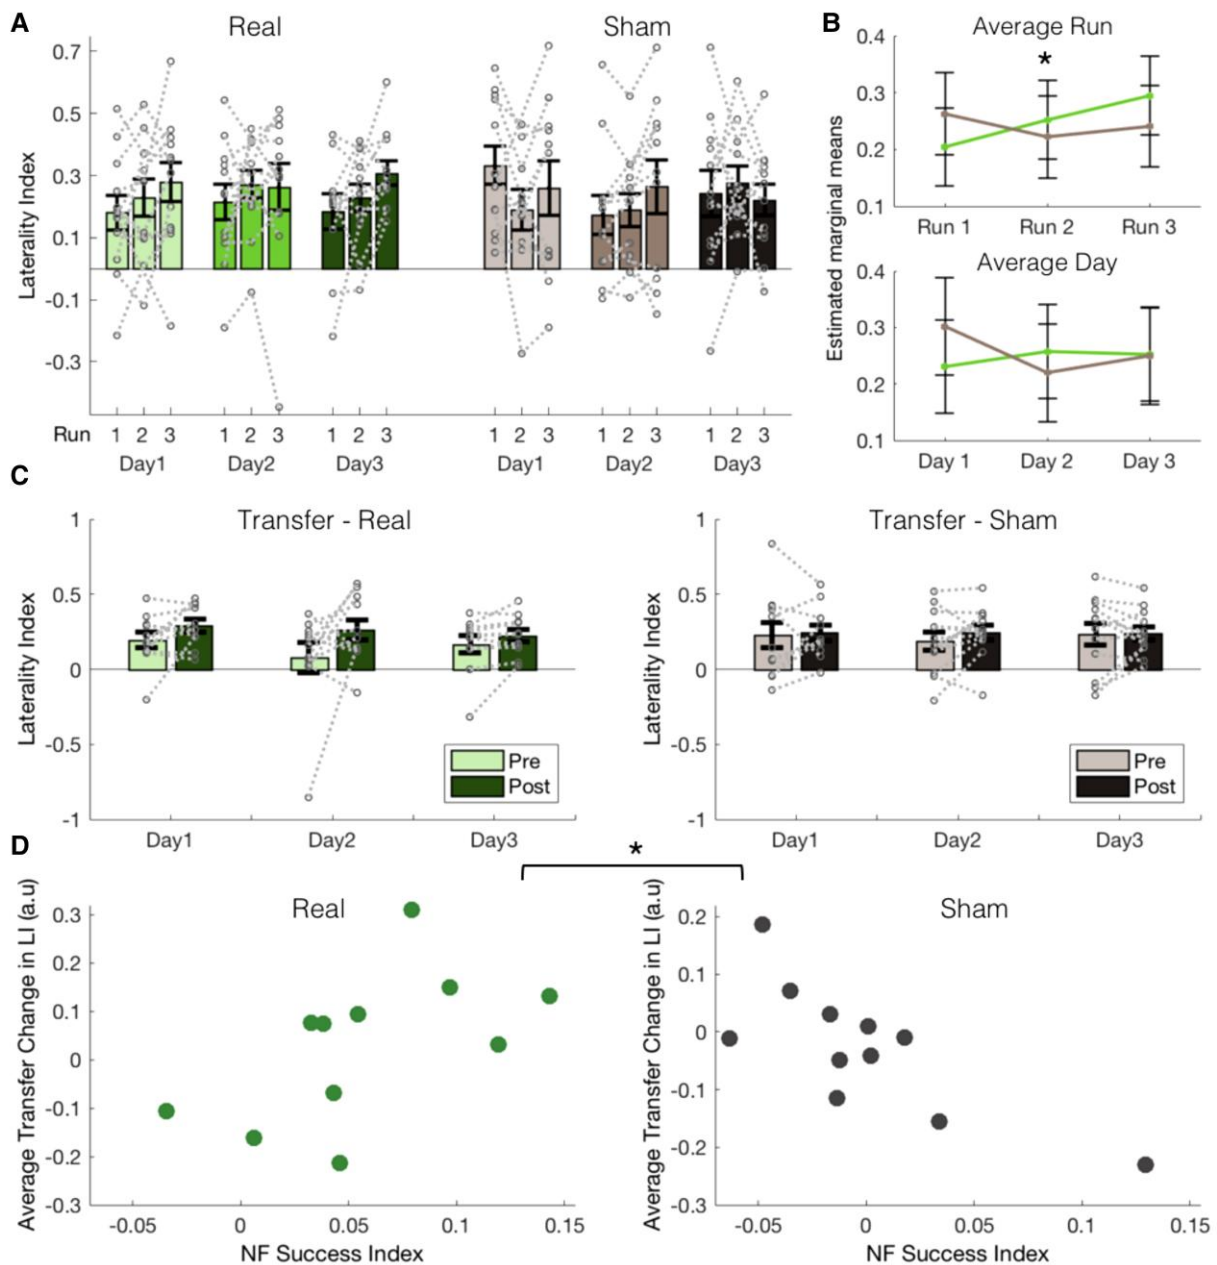 A
Real
Sham
Laterality Index
0.7
0.5
0.3
0.1
-0.1
-0.3
Run 1 2 3 1 2 3 1 2 3 1 2 3 1 2 3 1 2 3
Day1 Day2 Day3 Day1 Day2 Day3
B
Estimated marginal means
Average Run
0.4
*
0.3
0.2
0.1
Run 1 Run 2 Run 3
Average Day
0.4
0.3
0.2
0.1
Day 1 Day 2 Day 3
C
Transfer - Real
Laterality Index
1
0.5
0
-0.5
-1
Pre
Post
Day1 Day2 Day3
Transfer - Sham
Laterality Index
1
0.5
0
-0.5
-1
Pre
Post
Day1 Day2 Day3
D
*
Real
Average Transfer Change in LI (a.u)
0.3
0.2
0.1
0
-0.1
-0.2
-0.3
-0.05 0 0.05 0.1 0.15
NF Success Index
Sham
Average Transfer Change in LI (a.u)
0.2
0.1
0
-0.1
-0.2
-0.3
-0.05 0 0.05 0.1 0.15
NF Success Index